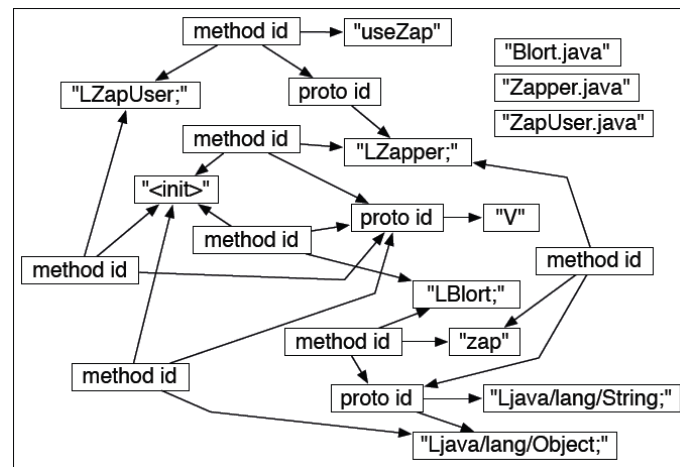 method id
"useZap"
"Blort.java"
"LZapUser;"
proto id
"Zapper.java"
"ZapUser.java"
method id
"LZapper;"
"<init>"
proto id
"V"
method id
method id
method id
"LBlort;"
method id
"zap"
method id
proto id
"Ljava/lang/String;"
"Ljava/lang/Object;"